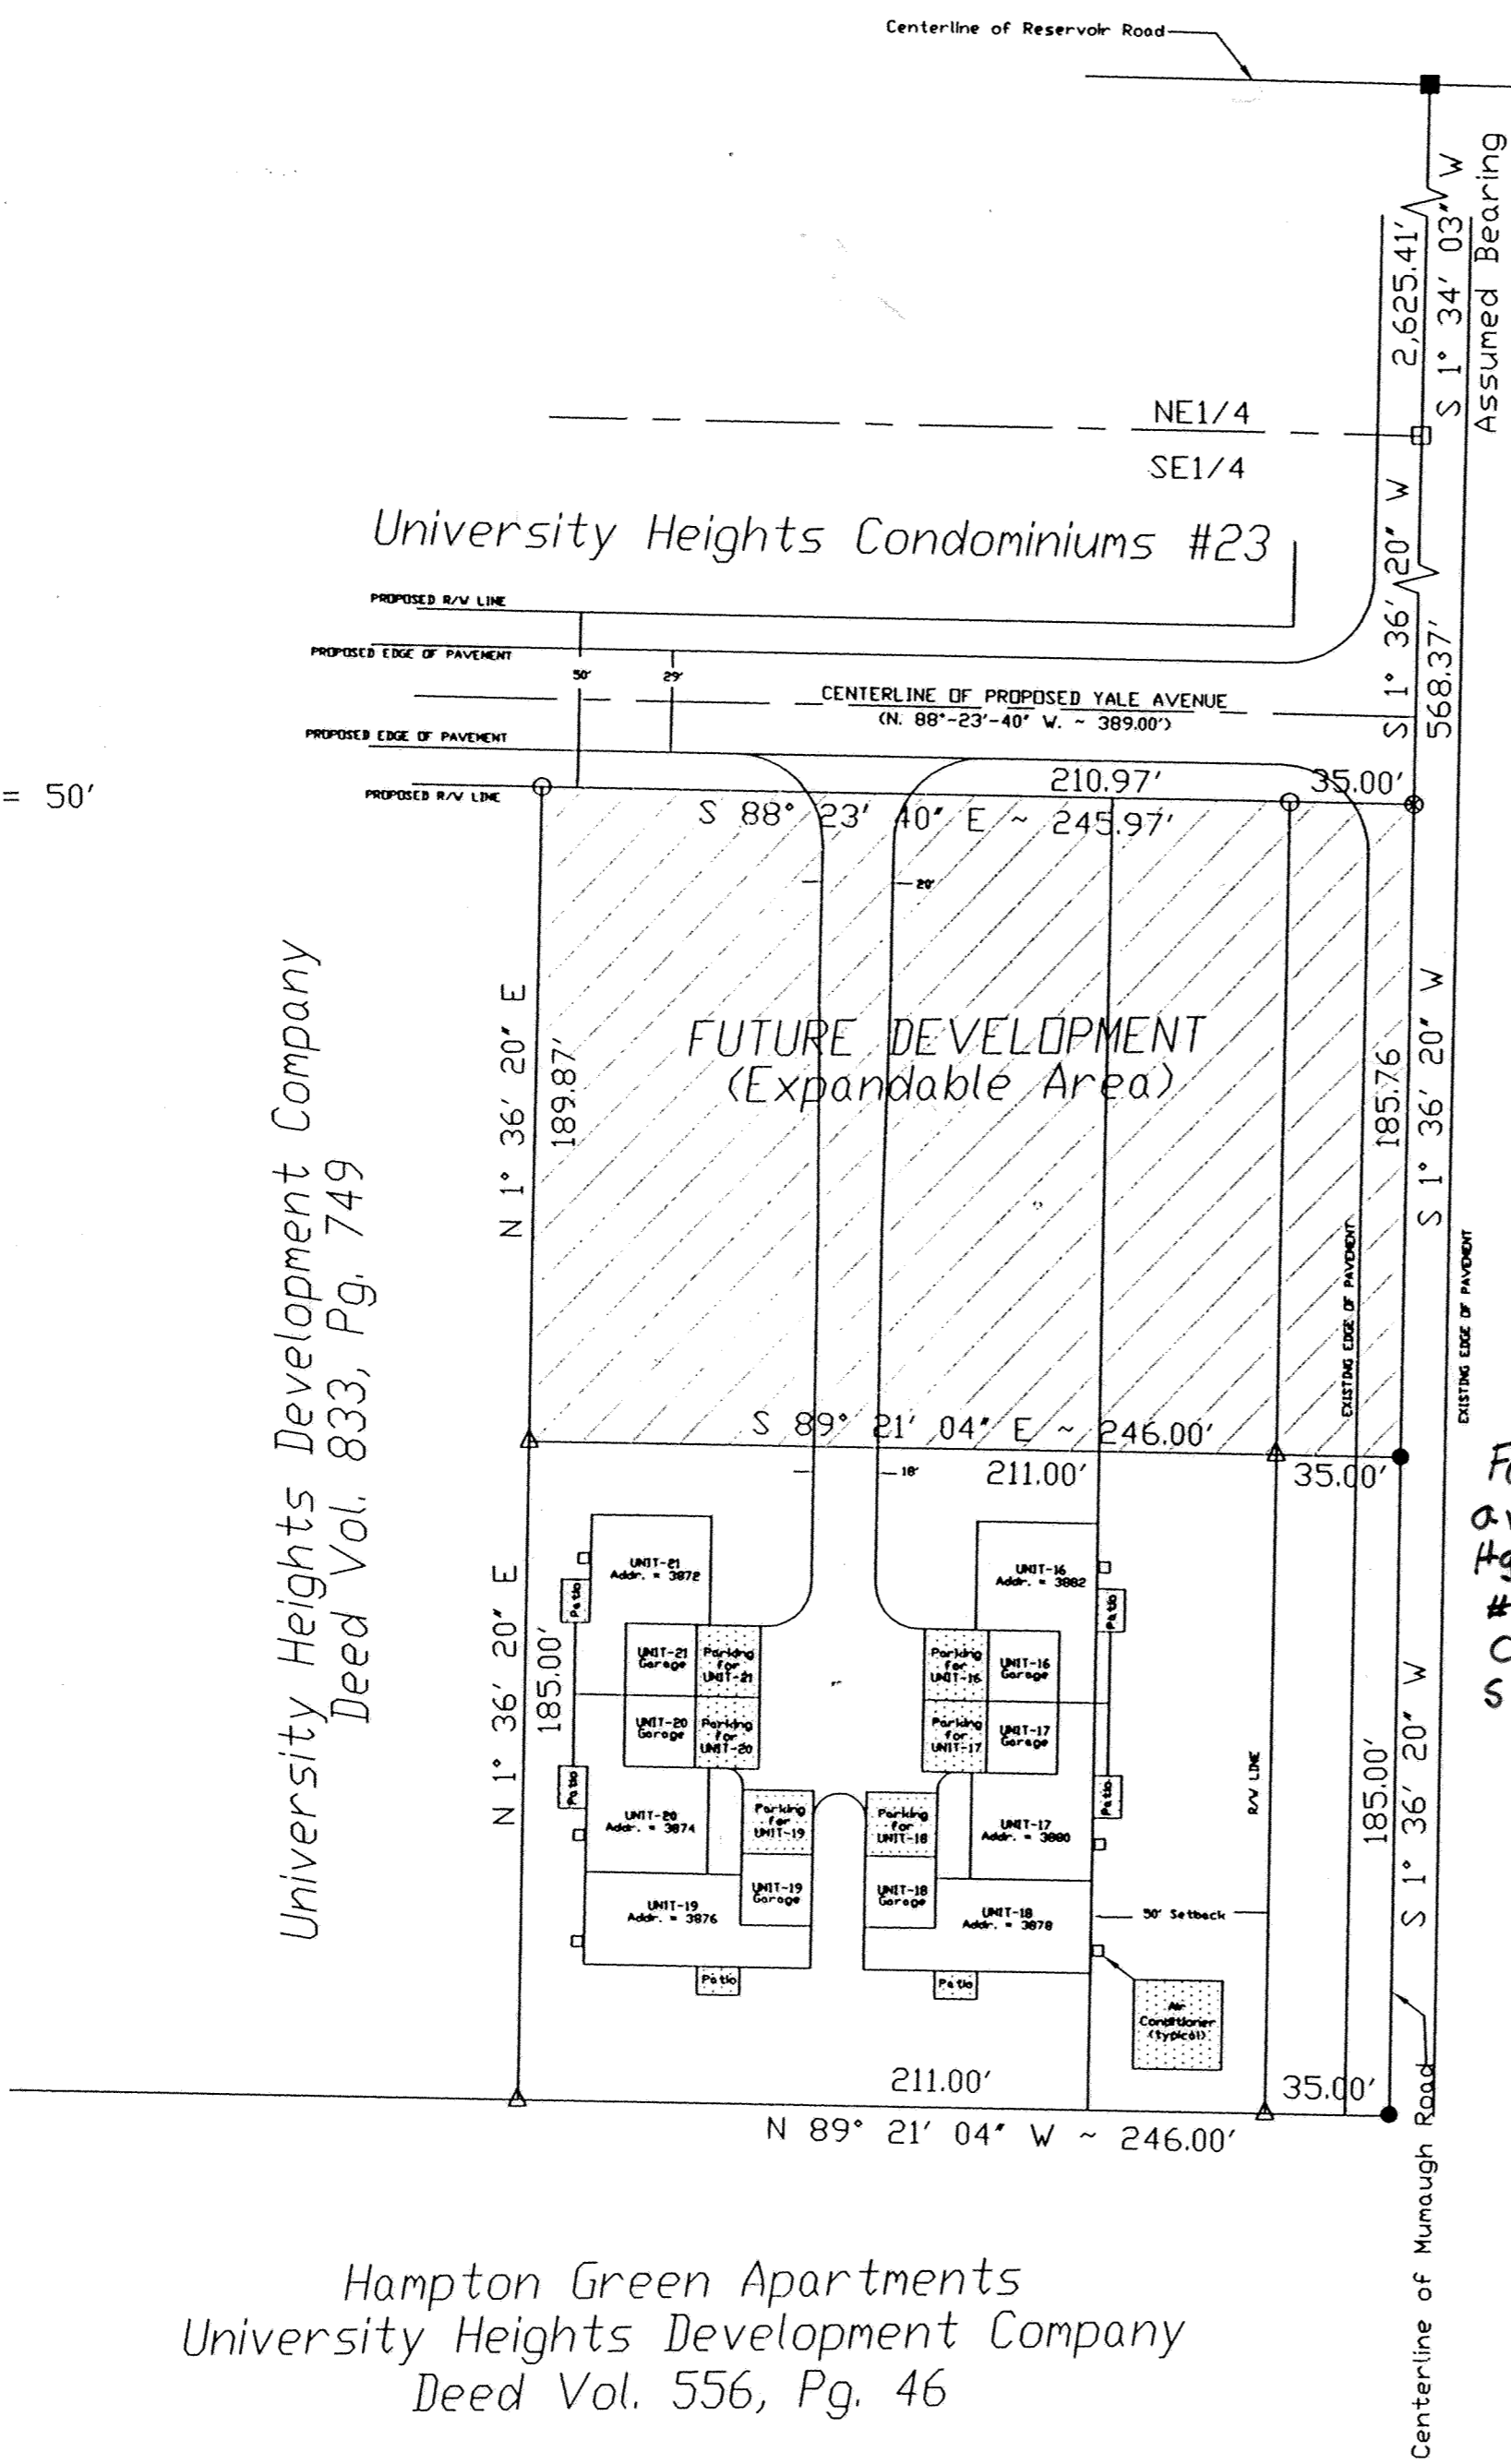 Centerline of Reservoir Road
2,625.41'
S 1° 34' 03" W
Assumed Bearing
NE1/4
SE1/4
University Heights Condominiums #23
S 1° 36' 20" W
568.37'
PROPOSED R/W LINE
PROPOSED EDGE OF PAVEMENT
50'
29'
CENTERLINE OF PROPOSED YALE AVENUE
(N. 88°-23'-40" W. ~ 389.00')
PROPOSED EDGE OF PAVEMENT
PROPOSED R/W LINE
= 50'
210.97'
35.00'
S 88° 23' 40" E ~ 245.97'
20'
University Heights Development Company
Deed Vol. 833, Pg. 749
N 1° 36' 20" E
189.87'
FUTURE DEVELOPMENT
(Expandable Area)
185.76
S 1° 36' 20" W
EXISTING EDGE OF PAVEMENT
EXISTING EDGE OF PAVEMENT
S 89° 21' 04" E ~ 246.00'
18'
211.00'
35.00'
N 1° 36' 20" E
185.00'
UNIT-21
Addr. = 3872
Patio
UNIT-16
Addr. = 3882
Patio
UNIT-21
Garage
Parking
for
UNIT-21
Parking
for
UNIT-16
UNIT-16
Garage
UNIT-20
Garage
Parking
for
UNIT-20
Parking
for
UNIT-17
UNIT-17
Garage
Patio
UNIT-20
Addr. = 3874
Parking
for
UNIT-19
Parking
for
UNIT-18
UNIT-17
Addr. = 3880
Patio
UNIT-19
Addr. = 3876
UNIT-19
Garage
UNIT-18
Garage
UNIT-18
Addr. = 3878
50' Setback
R/W LINE
185.00'
S 1° 36' 20" W
Patio
Patio
Air
Conditioner
(typical)
211.00'
35.00'
N 89° 21' 04" W ~ 246.00'
Centerline of Mumaugh Road
Hampton Green Apartments
University Heights Development Company
Deed Vol. 556, Pg. 46